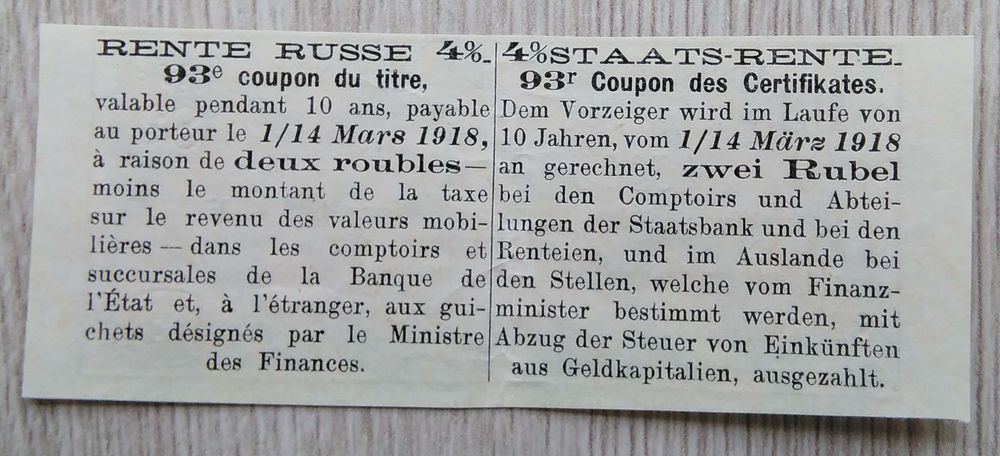 RENTE RUSSE 4%
93e coupon du titre,
valable pendant 10 ans, payable
au porteur le 1/14 Mars 1918,
à raison de deux roubles—
moins le montant de la taxe
sur le revenu des valeurs mobi-
lières — dans les comptoirs et
succursales de la Banque de
l'État et, à l'étranger, aux gui-
chets désignés par le Ministre
des Finances.
4% STAATS-RENTE.
93r Coupon des Certifikates.
Dem Vorzeiger wird im Laufe von
10 Jahren, vom 1/14 März 1918
an gerechnet, zwei Rubel
bei den Comptoirs und Abtei-
lungen der Staatsbank und bei den
Renteien, und im Auslande bei
den Stellen, welche vom Finanz-
minister bestimmt werden, mit
Abzug der Steuer von Einkünften
aus Geldkapitalien, ausgezahlt.